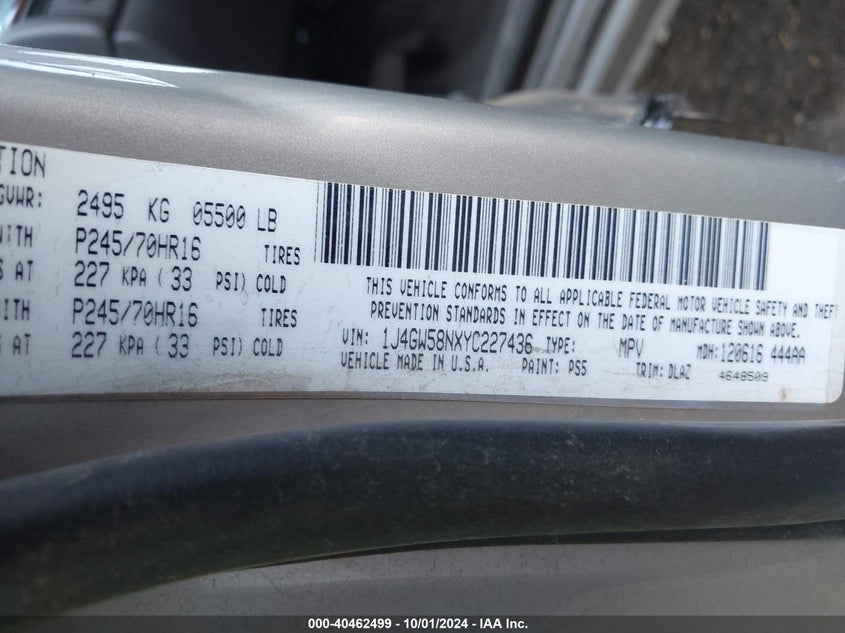 TION
GVWR: 2495 KG 05500 LB
WITH P245/70HR16 TIRES
S AT 227 KPA ( 33 PSI) COLD
WITH P245/70HR16 TIRES
S AT 227 KPA ( 33 PSI) COLD
THIS VEHICLE CONFORMS TO ALL APPLICABLE FEDERAL MOTOR VEHICLE SAFETY AND THEFT
PREVENTION STANDARDS IN EFFECT ON THE DATE OF MANUFACTURE SHOWN ABOVE.
VIN: 1J4GW58NXYC227436 TYPE: MPV MDH: 120616 444AA
VEHICLE MADE IN U.S.A. PAINT: PS5 TRIM: DLAZ 4648509
000-40462499 - 10/01/2024 - IAA Inc.